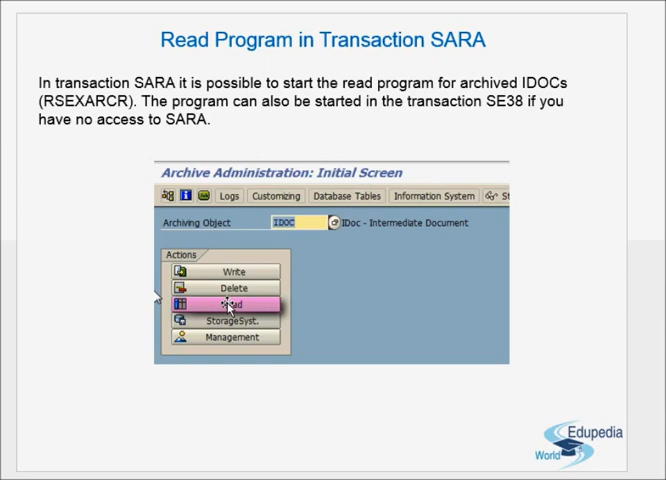 Read Program in Transaction SARA
In transaction SARA it is possible to start the read program for archived IDOCs
(RSEXARCR). The program can also be started in the transaction SE38 if you
have no access to SARA.
Archive Administration: Initial Screen
Logs Customizing Database Tables Information System St
Archiving Object IDOC IDoc - Intermediate Document
Actions
Write
Delete
StorageSyst.
Management
Edupedia
World